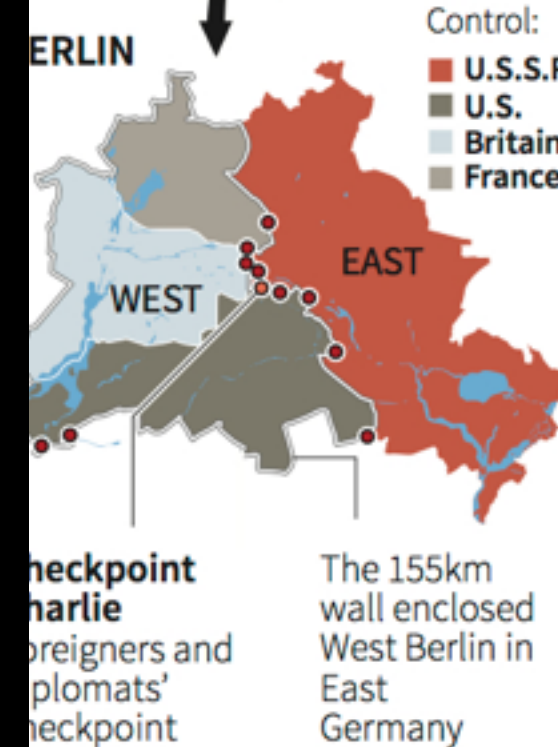 ERLIN
Control:
U.S.S.R
U.S.
Britain
France
EAST
WEST
heckpoint
harlie
oreigners and
plomats’
heckpoint
The 155km
wall enclosed
West Berlin in
East
Germany